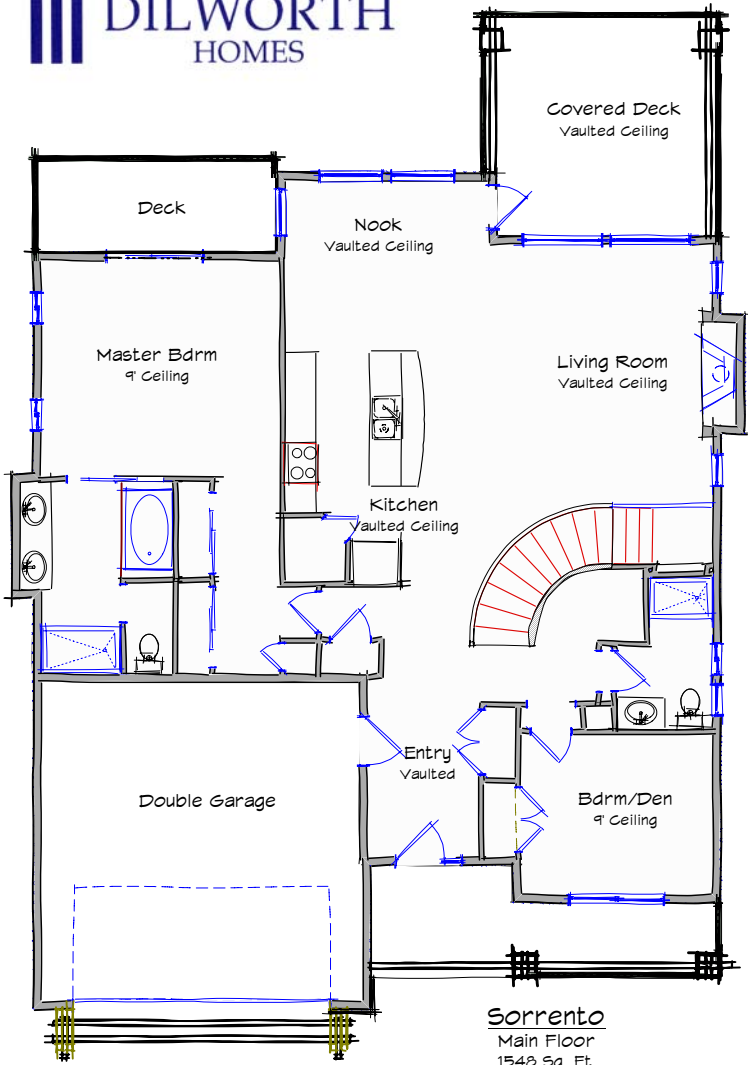 DILWORTH
HOMES
Covered Deck
Vaulted Ceiling
Deck
Nook
Vaulted Ceiling
Master Bdrm
9' Ceiling
Living Room
Vaulted Ceiling
Kitchen
Vaulted Ceiling
Entry
Vaulted
Double Garage
Bdrm/Den
9' Ceiling
Sorrento
Main Floor
1548 Sq. Ft.